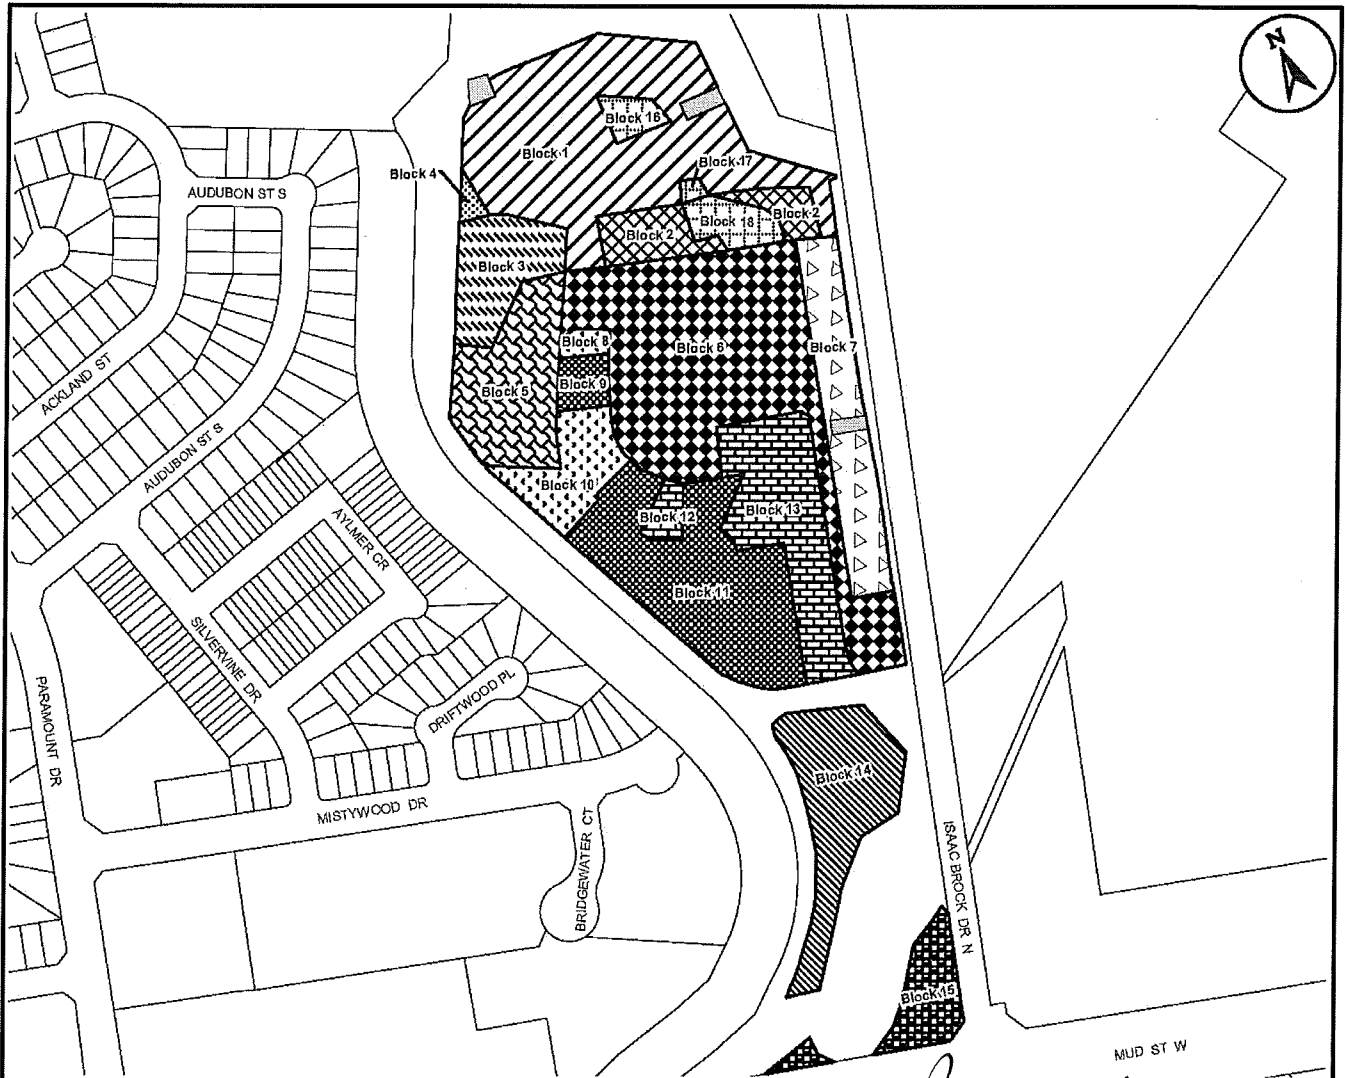 N
Block 16
Block 1
Block 17
Block 4
AUDUBON ST S
Block 2
Block 18
Block 2
Block 3
Block 8
Block 6
Block 7
Block 9
Block 5
ACKLAND ST
AUDUBON ST S
Block 10
Block 12
Block 13
AYLMER CR
Block 11
SILVERVINE DR
DRIFTWOOD PL
PARAMOUNT DR
Block 14
MISTYWOOD DR
BRIDGEWATER CT
ISAAC BROCK DR N
Block 15
MUD ST W